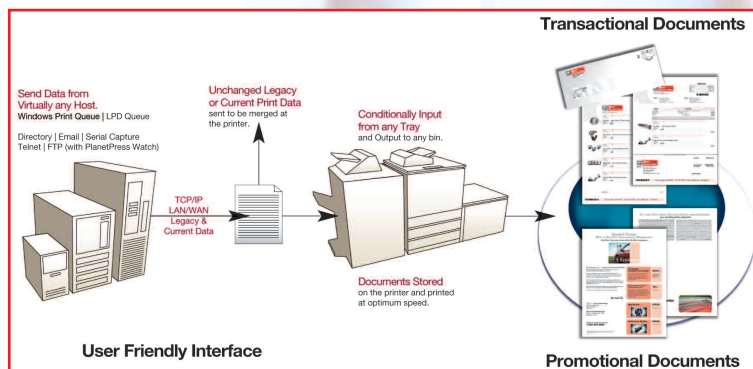 Transactional Documents
Send Data from
Virtually any Host.
Windows Print Queue | LPD Queue
Directory | Email | Serial Capture
Telnet | FTP (with PlanetPress Watch)
TCP/IP
LAN/WAN
Legacy &
Current Data
Unchanged Legacy
or Current Print Data
sent to be merged at
the printer.
Conditionally Input
from any Tray
and Output to any bin.
Documents Stored
on the printer and printed
at optimum speed.
User Friendly Interface
Promotional Documents